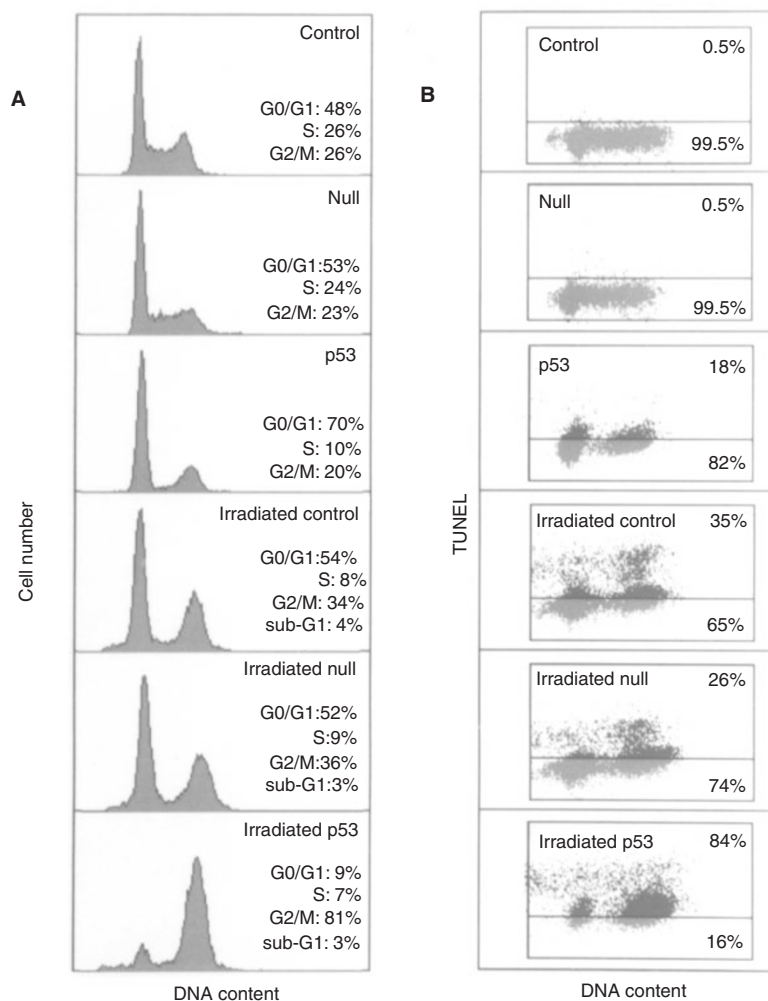 A
Control
G0/G1: 48%
S: 26%
G2/M: 26%
Null
G0/G1:53%
S: 24%
G2/M: 23%
p53
G0/G1: 70%
S: 10%
G2/M: 20%
Irradiated control
G0/G1:54%
S: 8%
G2/M: 34%
sub-G1: 4%
Irradiated null
G0/G1:52%
S:9%
G2/M:36%
sub-G1:3%
Irradiated p53
G0/G1: 9%
S: 7%
G2/M: 81%
sub-G1: 3%
Cell number
DNA content
B
Control 0.5%
99.5%
Null 0.5%
99.5%
p53 18%
82%
Irradiated control 35%
65%
Irradiated null 26%
74%
Irradiated p53 84%
16%
TUNEL
DNA content